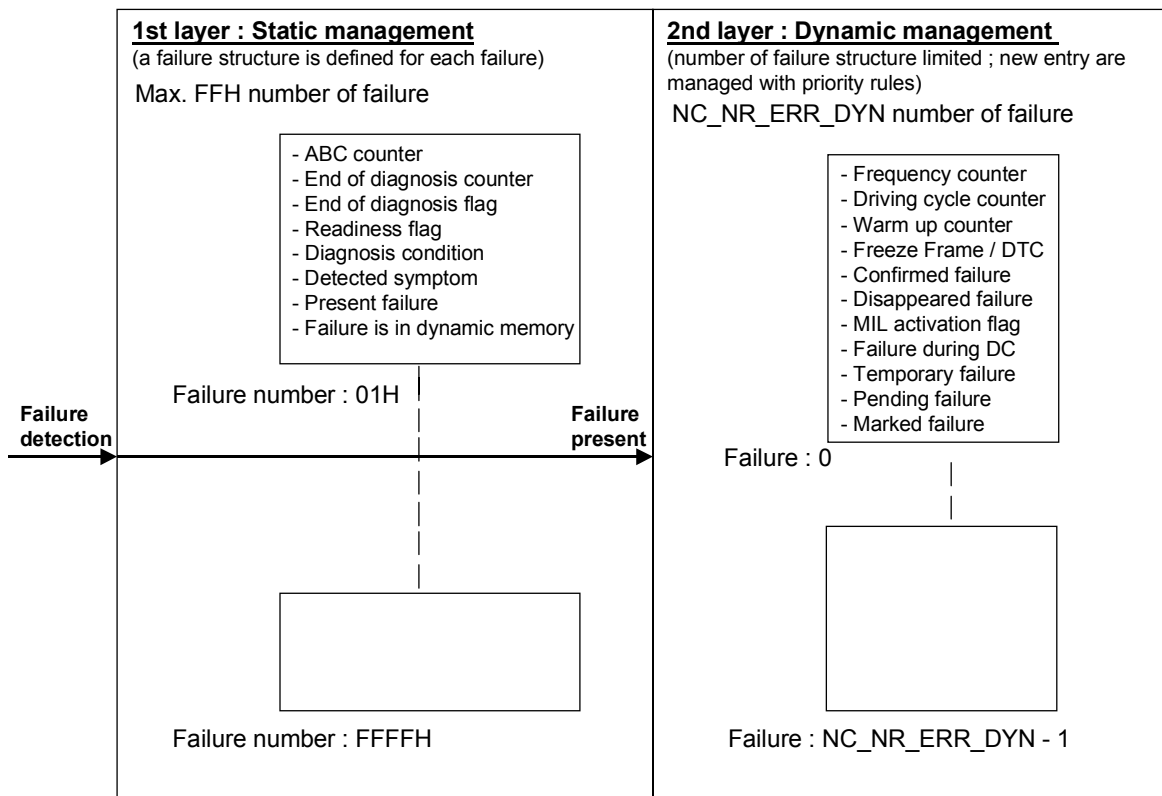 1st layer : Static management
(a failure structure is defined for each failure)
Max. FFH number of failure
- ABC counter
- End of diagnosis counter
- End of diagnosis flag
- Readiness flag
- Diagnosis condition
- Detected symptom
- Present failure
- Failure is in dynamic memory
Failure number : 01H
Failure
detection
Failure
present
Failure number : FFFFH
2nd layer : Dynamic management
(number of failure structure limited ; new entry are
managed with priority rules)
NC_NR_ERR_DYN number of failure
- Frequency counter
- Driving cycle counter
- Warm up counter
- Freeze Frame / DTC
- Confirmed failure
- Disappeared failure
- MIL activation flag
- Failure during DC
- Temporary failure
- Pending failure
- Marked failure
Failure : 0
Failure : NC_NR_ERR_DYN - 1